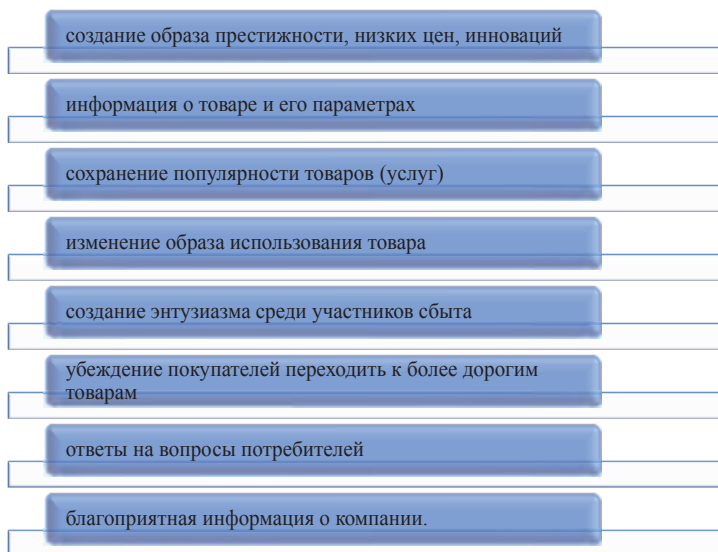 создание образа престижности, низких цен, инноваций
информация о товаре и его параметрах
сохранение популярности товаров (услуг)
изменение образа использования товара
создание энтузиазма среди участников сбыта
убеждение покупателей переходить к более дорогим
товарам
ответы на вопросы потребителей
благоприятная информация о компании.